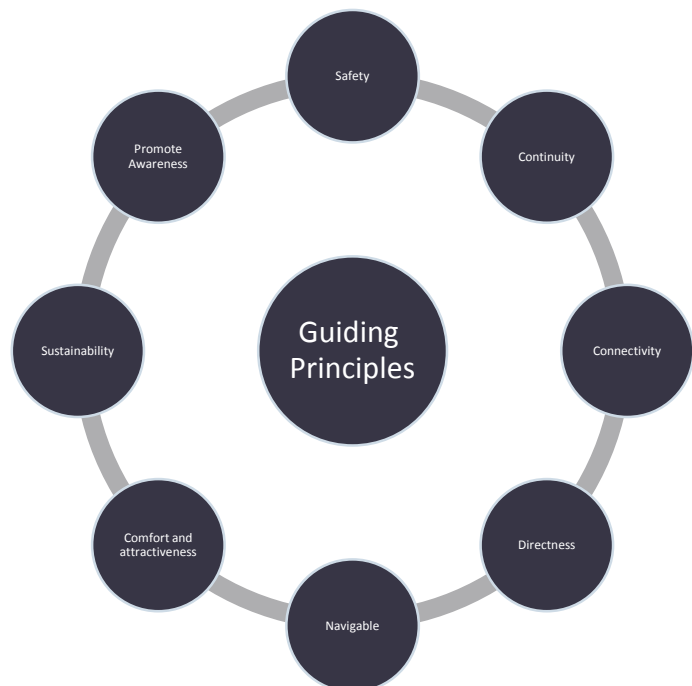 Safety
Continuity
Connectivity
Directness
Navigable
Comfort and
attractiveness
Sustainability
Promote
Awareness
Guiding
Principles